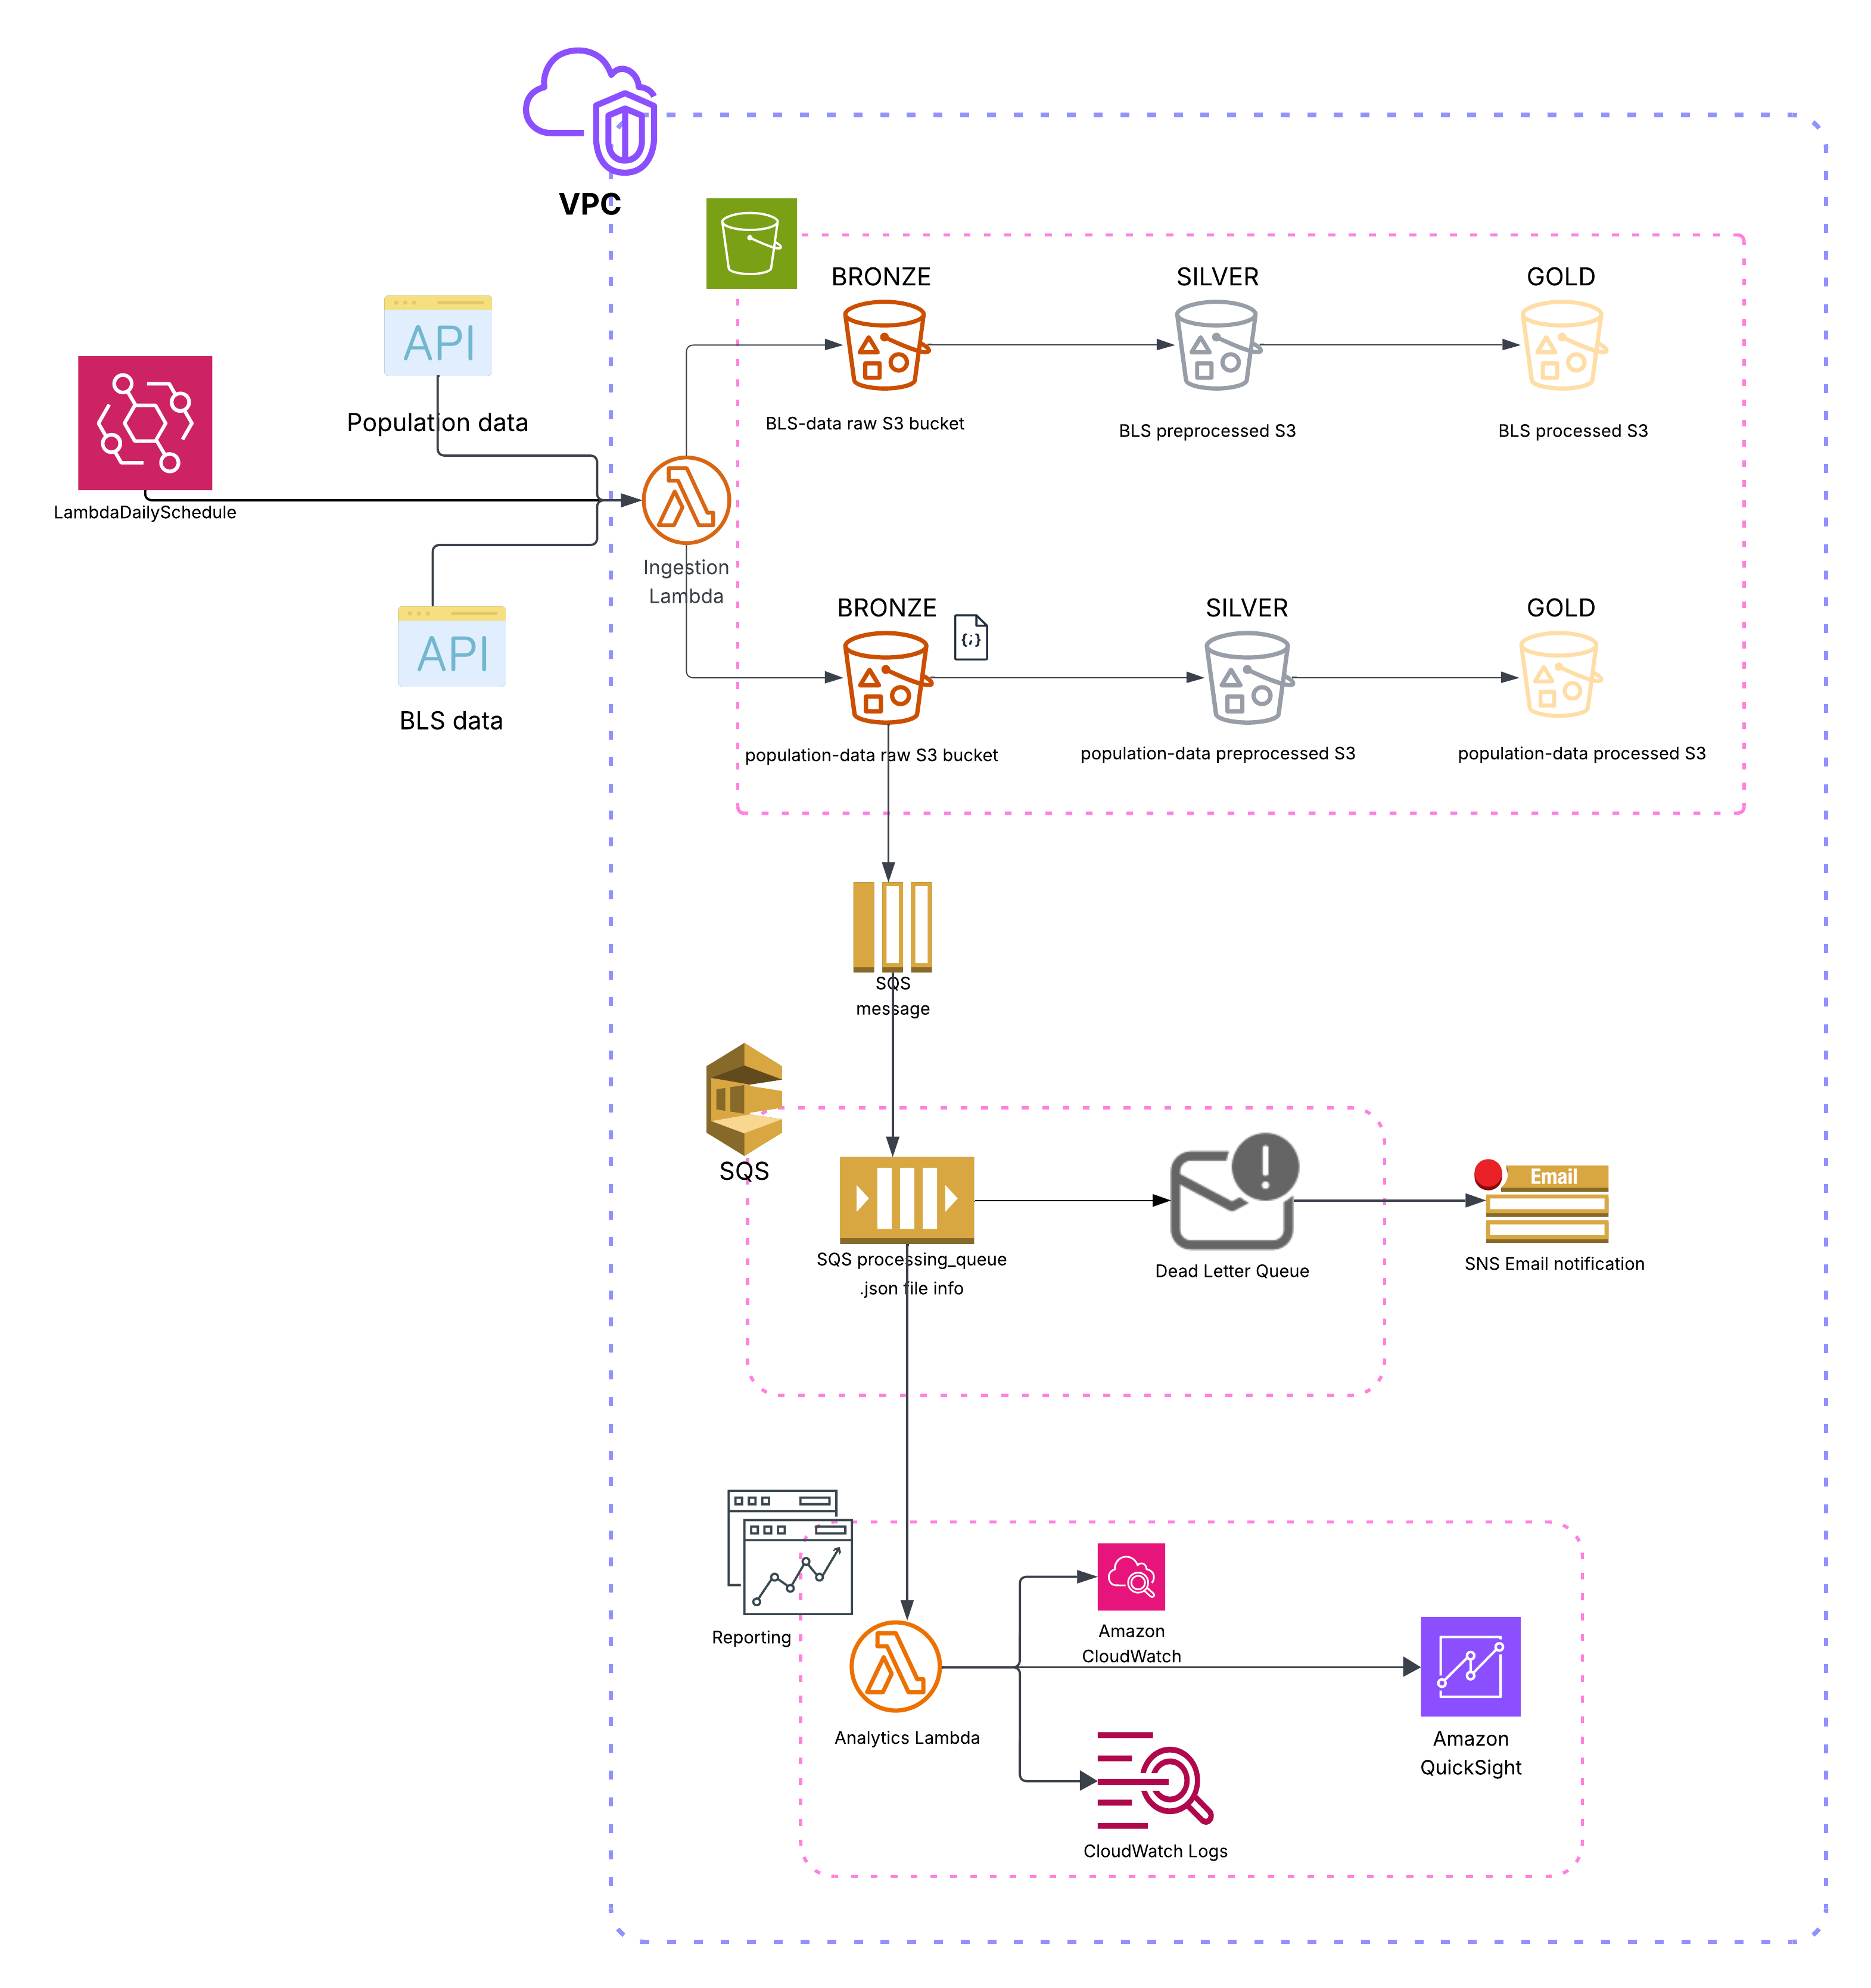 VPC
BRONZE
SILVER
GOLD
API
Population data
BLS-data raw S3 bucket
BLS preprocessed S3
BLS processed S3
LambdaDailySchedule
Ingestion
Lambda
API
BLS data
BRONZE
SILVER
GOLD
{;}
population-data raw S3 bucket
population-data preprocessed S3
population-data processed S3
SQS
message
SQS
Email
SQS processing_queue
.json file info
Dead Letter Queue
SNS Email notification
Reporting
Amazon
CloudWatch
Analytics Lambda
Amazon
QuickSight
CloudWatch Logs